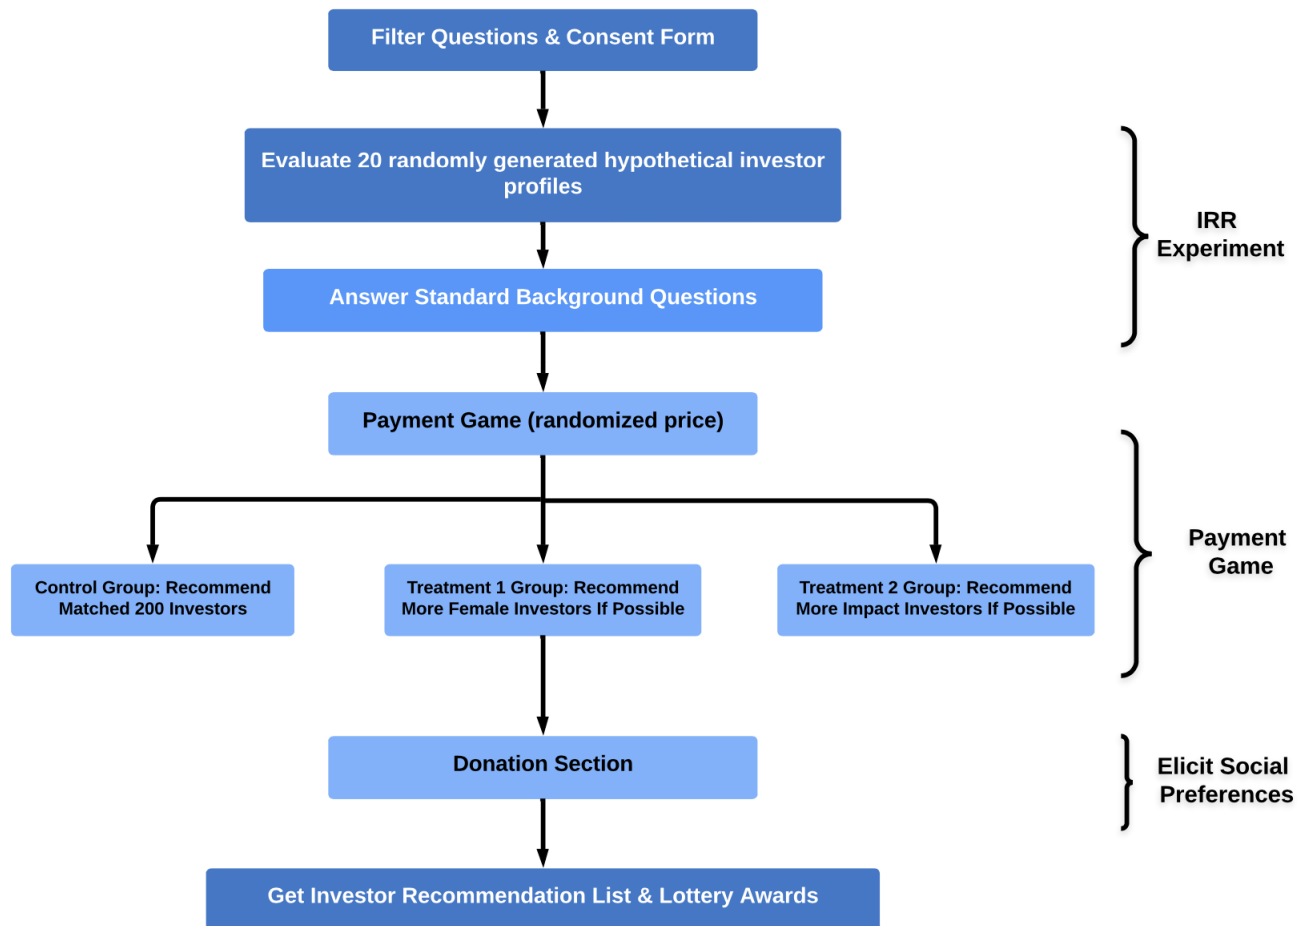 Filter Questions & Consent Form
Evaluate 20 randomly generated hypothetical investor
profiles
IRR
Experiment
Answer Standard Background Questions
Payment Game (randomized price)
Payment
Game
Control Group: Recommend
Matched 200 Investors
Treatment 1 Group: Recommend
More Female Investors If Possible
Treatment 2 Group: Recommend
More Impact Investors If Possible
Donation Section
Elicit Social
Preferences
Get Investor Recommendation List & Lottery Awards